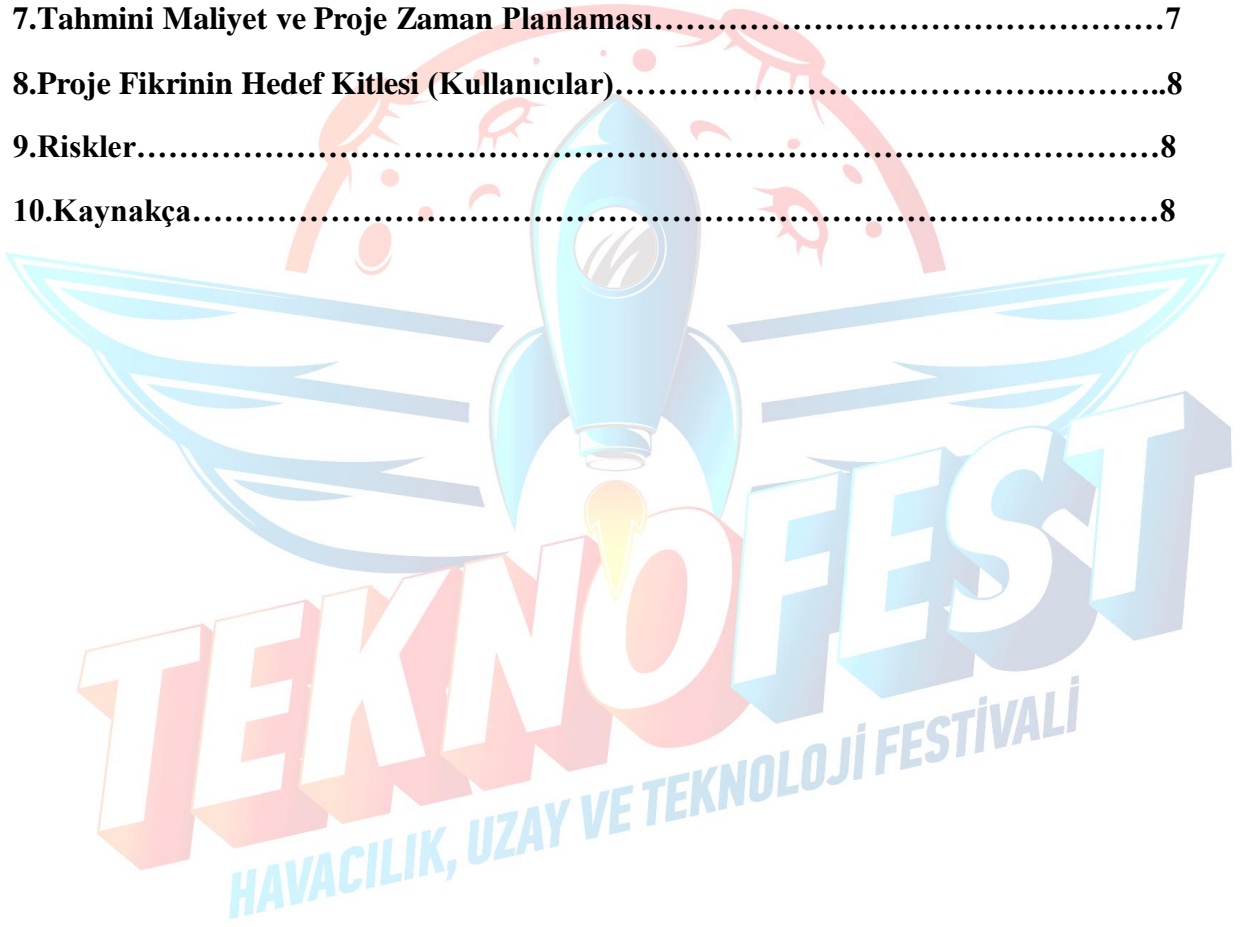 7.Tahmini Maliyet ve Proje Zaman Planlaması…………………………………………7
8.Proje Fikrinin Hedef Kitlesi (Kullanıcılar)……………………...…………….………..8
9.Riskler……………………………………………………………………………………8
10.Kaynakça…………………………………………………………………………….……8
TEKNOFEST
HAVACILIK, UZAY VE TEKNOLOJİ FESTİVALİ